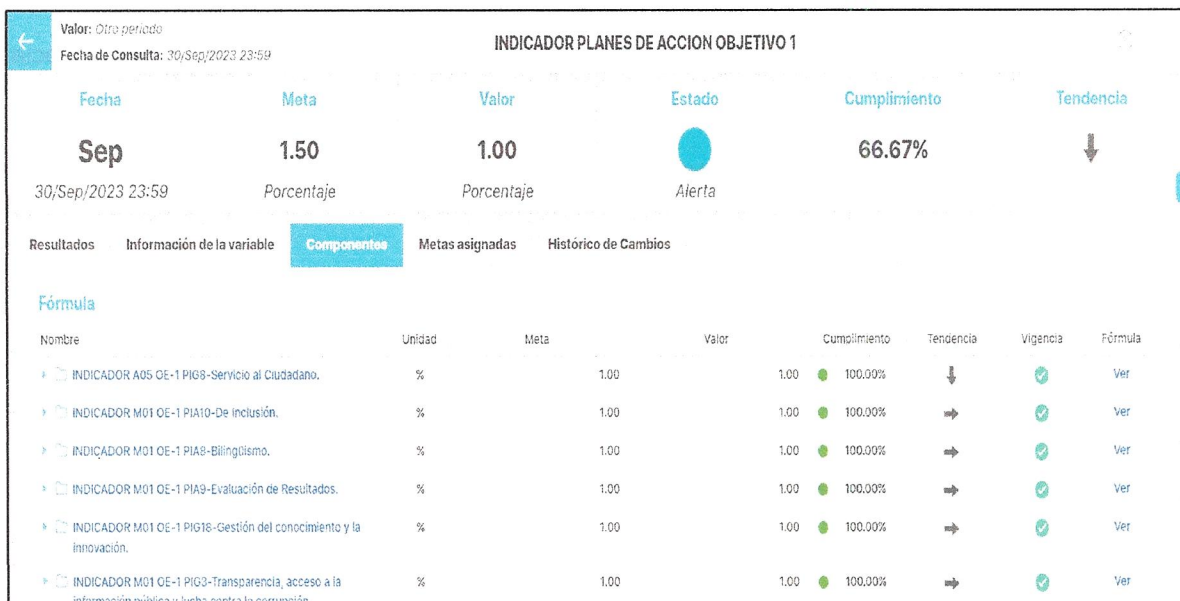 Valor: Otro periodo
Fecha de Consulta: 30/Sep/2023 23:59
INDICADOR PLANES DE ACCION OBJETIVO 1
Fecha Meta Valor Estado Cumplimiento Tendencia
Sep 1.50 1.00 66.67%
30/Sep/2023 23:59 Porcentaje Porcentaje Alerta
Resultados Información de la variable Componentes Metas asignadas Histórico de Cambios
Fórmula
Nombre Unidad Meta Valor Cumplimiento Tendencia Vigencia Fórmula
INDICADOR A05 OE-1 PIG8-Servicio al Ciudadano. % 1.00 1.00 100.00% Ver
INDICADOR M01 OE-1 PIA10-De Inclusión. % 1.00 1.00 100.00% Ver
INDICADOR M01 OE-1 PIA8-Bilingüismo. % 1.00 1.00 100.00% Ver
INDICADOR M01 OE-1 PIA9-Evaluación de Resultados. % 1.00 1.00 100.00% Ver
INDICADOR M01 OE-1 PIG18-Gestión del conocimiento y la % 1.00 1.00 100.00% Ver
innovación.
INDICADOR M01 OE-1 PIG3-Transparencia, acceso a la % 1.00 1.00 100.00% Ver
información pública y lucha contra la corrupción.